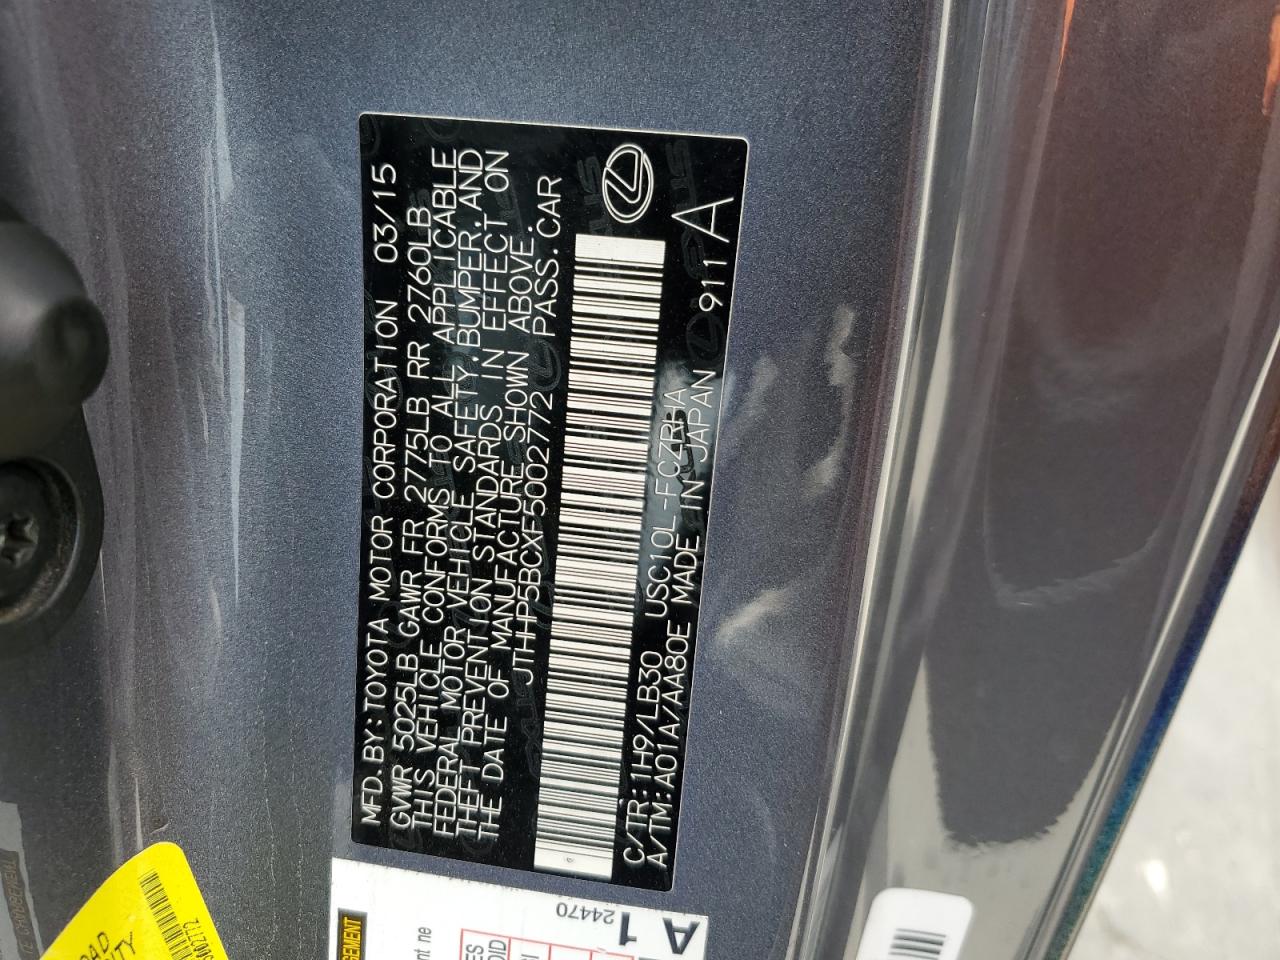 MFD.BY:TOYOTA MOTOR CORPORATION 03/15
GVWR 5025LB GAWR FR 2775LB RR 2760LB
THIS VEHICLE CONFORMS TO ALL APPLICABLE
FEDERAL MOTOR VEHICLE SAFETY.BUMPER.AND
THEFT PREVENTION STANDARDS IN EFFECT ON
THE DATE OF MANUFACTURE SHOWN ABOVE.
JTHHP5BCXF5002772 PASS.CAR
C/TR:1H9/LB30 USC10L-FCZRHA
A/TM:A01A/AA80E MADE IN JAPAN 911 A
24470
A
1